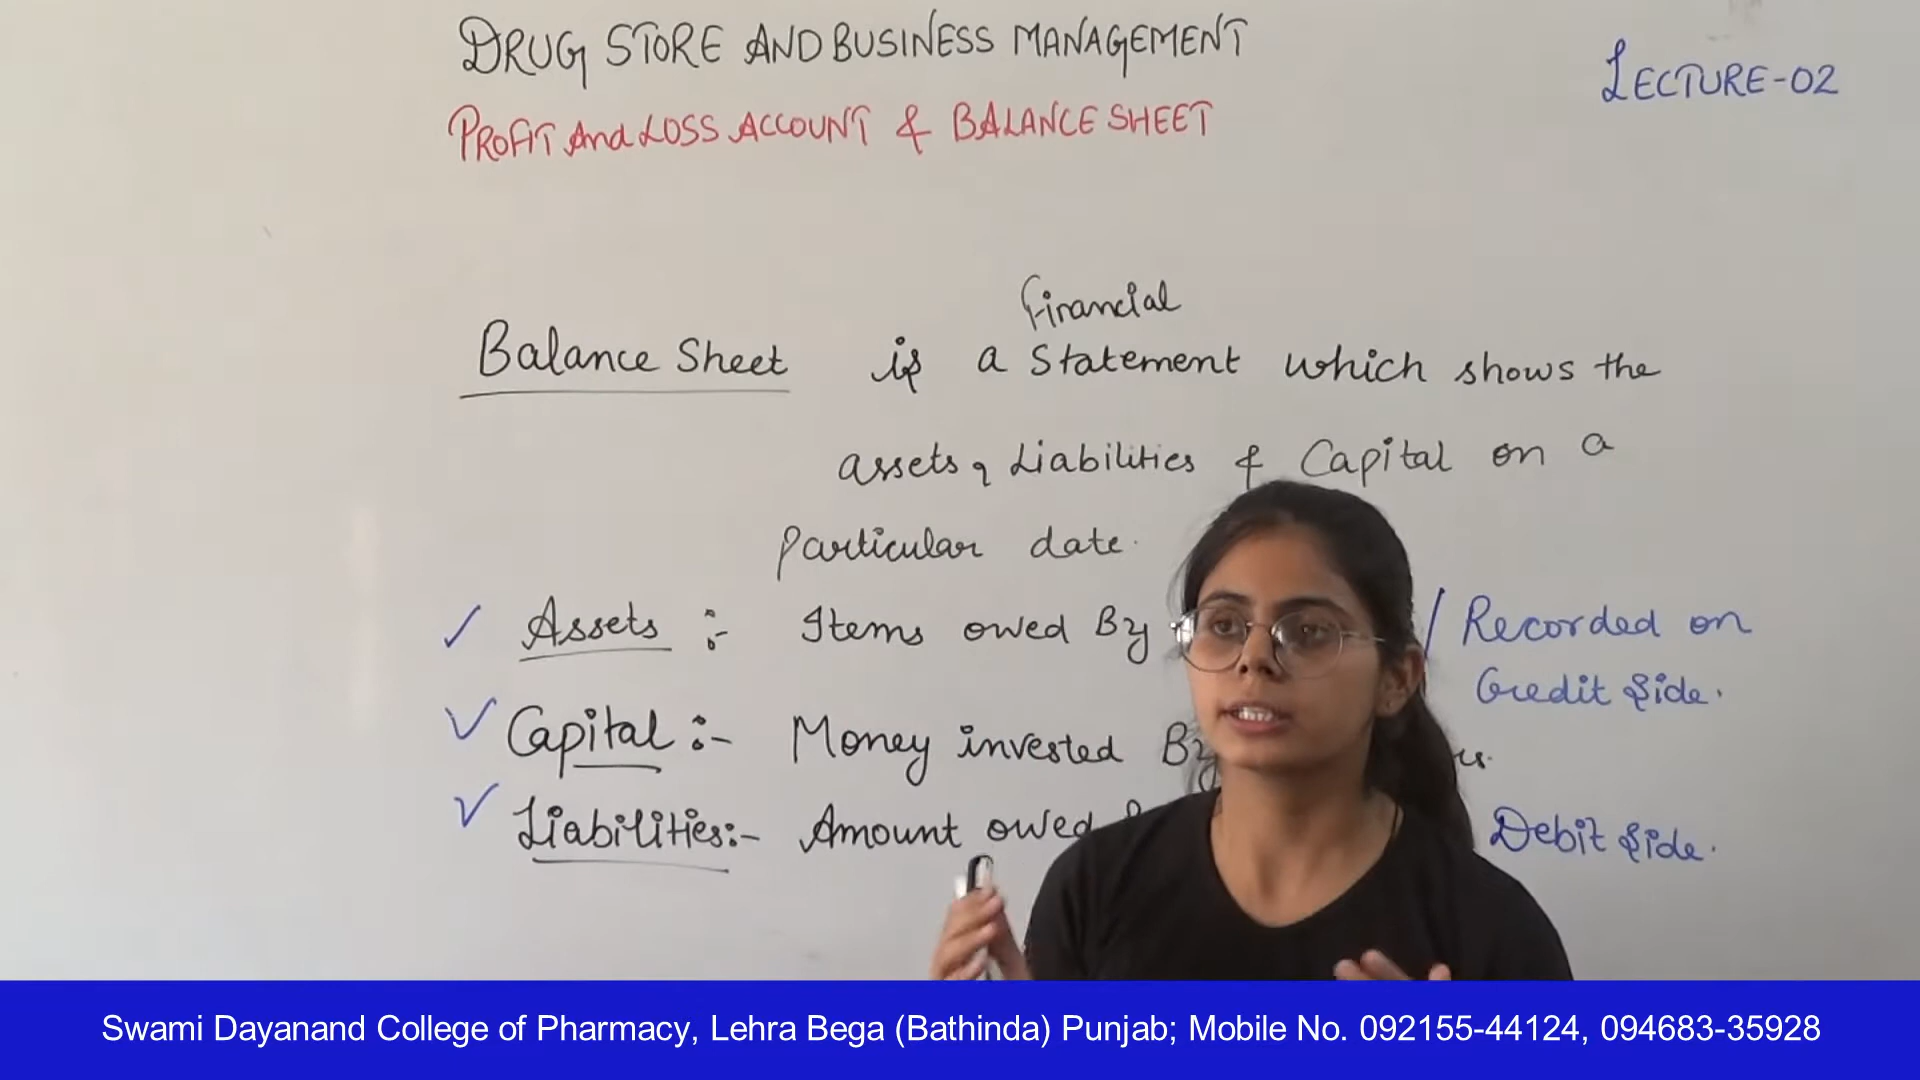 DRUG STORE AND BUSINESS MANAGEMENT
LECTURE-02
PROFIT And LOSS ACCOUNT & BALANCE SHEET
Financial
Balance Sheet is a Statement which shows the
assets, Liabilities & Capital on a
particular date.
Assets :- Items owed By / Recorded on
Credit Side.
Capital :- Money invested By
Liabilities:- Amount owed Debit Side.
Swami Dayanand College of Pharmacy, Lehra Bega (Bathinda) Punjab; Mobile No. 092155-44124, 094683-35928